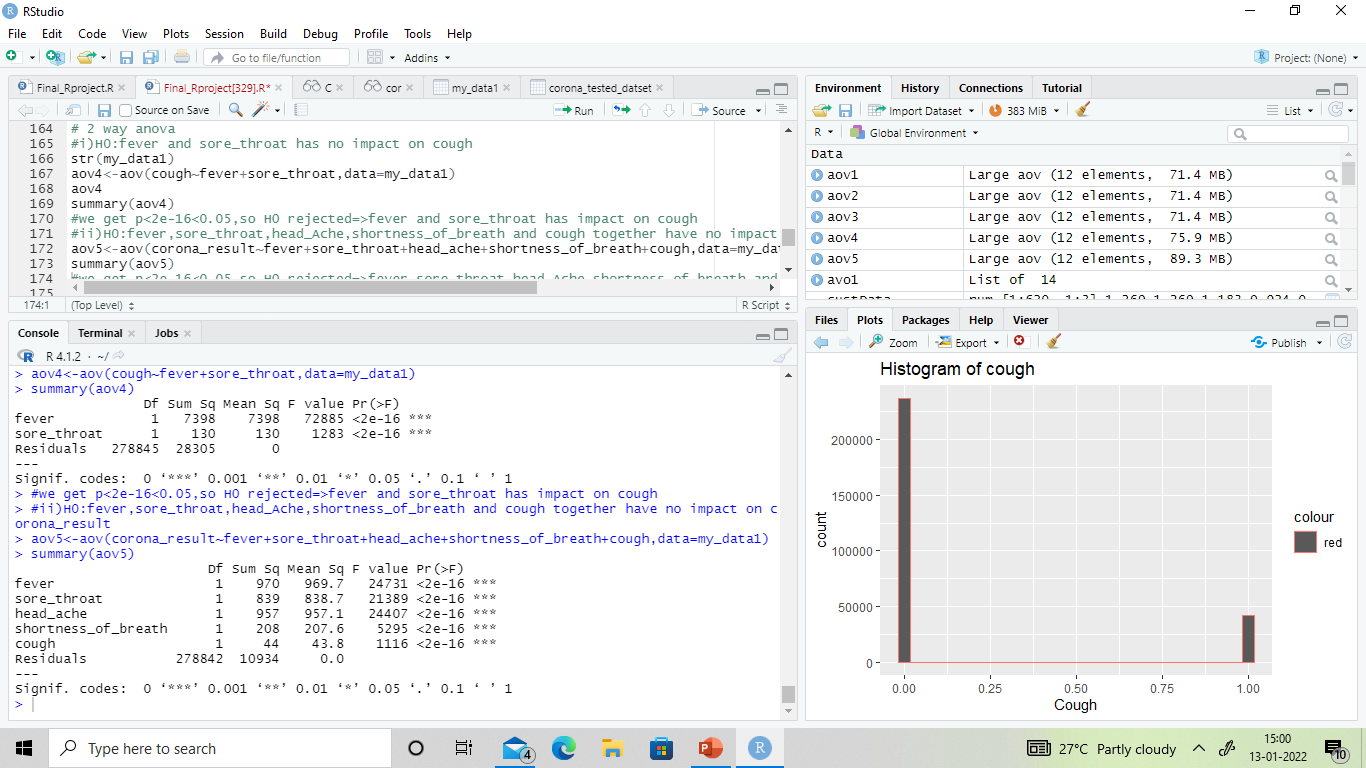 RStudio
File Edit Code View Plots Session Build Debug Profile Tools Help
Go to file/function Addins Project: (None)
Final_Rproject.R Final_Rproject[329].R* C cor my_data1 corona_tested_datset
Source on Save Run Source
164 # 2 way anova
165 #i)H0:fever and sore_throat has no impact on cough
166 str(my_data1)
167 aov4<-aov(cough~fever+sore_throat,data=my_data1)
168 aov4
169 summary(aov4)
170 #we get p<2e-16<0.05,so H0 rejected=>fever and sore_throat has impact on cough
171 #ii)H0:fever,sore_throat,head_Ache,shortness_of_breath and cough together have no impact
172 aov5<-aov(corona_result~fever+sore_throat+head_ache+shortness_of_breath+cough,data=my_da
173 summary(aov5)
174 #we get p<2e-16<0.05,so H0 rejected=>fever,sore_throat,head_Ache,shortness_of_breath and
175
174:1 (Top Level) R Script
Console Terminal Jobs
R 4.1.2 · ~/
> aov4<-aov(cough~fever+sore_throat,data=my_data1)
> summary(aov4)
Df Sum Sq Mean Sq F value Pr(>F)
fever 1 7398 7398 72885 <2e-16 ***
sore_throat 1 130 130 1283 <2e-16 ***
Residuals 278845 28305 0
---
Signif. codes: 0 ‘***’ 0.001 ‘**’ 0.01 ‘*’ 0.05 ‘.’ 0.1 ‘ ’ 1
> #we get p<2e-16<0.05,so H0 rejected=>fever and sore_throat has impact on cough
> #ii)H0:fever,sore_throat,head_Ache,shortness_of_breath and cough together have no impact on c
orona_result
> aov5<-aov(corona_result~fever+sore_throat+head_ache+shortness_of_breath+cough,data=my_data1)
> summary(aov5)
Df Sum Sq Mean Sq F value Pr(>F)
fever 1 970 969.7 24731 <2e-16 ***
sore_throat 1 839 838.7 21389 <2e-16 ***
head_ache 1 957 957.1 24407 <2e-16 ***
shortness_of_breath 1 208 207.6 5295 <2e-16 ***
cough 1 44 43.8 1116 <2e-16 ***
Residuals 278842 10934 0.0
---
Signif. codes: 0 ‘***’ 0.001 ‘**’ 0.01 ‘*’ 0.05 ‘.’ 0.1 ‘ ’ 1
>
Environment History Connections Tutorial
Import Dataset 383 MiB List
R Global Environment
Data
aov1 Large aov (12 elements, 71.4 MB)
aov2 Large aov (12 elements, 71.4 MB)
aov3 Large aov (12 elements, 71.4 MB)
aov4 Large aov (12 elements, 75.9 MB)
aov5 Large aov (12 elements, 89.3 MB)
avo1 List of 14
Files Plots Packages Help Viewer
Zoom Export Publish
Histogram of cough
200000
150000
100000
50000
0
count
0.00 0.25 0.50 0.75 1.00
Cough
colour
red
Type here to search
4
27°C Partly cloudy
15:00
13-01-2022
10